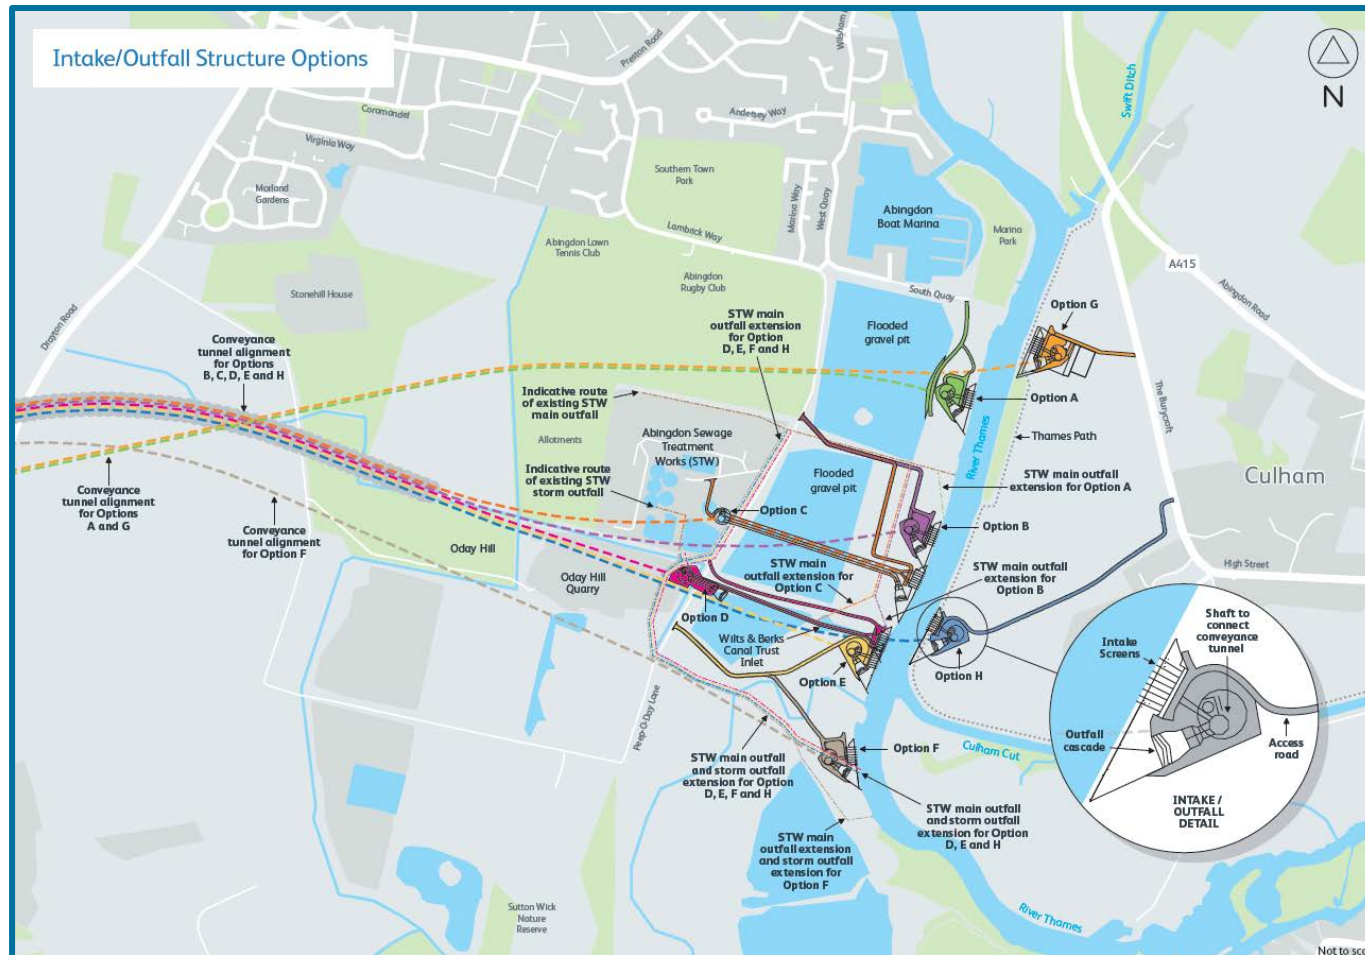 Intake/Outfall Structure Options
N
Preston Road
Wilsham
Swift Ditch
Coromandel
Andersey Way
Virginia Way
Morland
Gardens
Southern Town
Park
Marina Way
West Quay
Abingdon
Boat Marina
Marina
Park
Lambrick Way
Abingdon Lawn
Tennis Club
A415
Abingdon Road
Stonehill House
Abingdon
Rugby Club
South Quay
Drayton Road
Option G
STW main
outfall extension
for Option
D, E, F and H
Flooded
gravel pit
Conveyance
tunnel alignment
for Options
B, C, D, E and H
Indicative route
of existing STW
main outfall
Option A
The Burycroft
Allotments
Abingdon Sewage
Treatment
Works (STW)
River Thames
Thames Path
Culham
Indicative route
of existing STW
storm outfall
Flooded
gravel pit
STW main outfall
extension for Option A
Conveyance
tunnel alignment
for Options
A and G
Conveyance
tunnel alignment
for Option F
Option C
Option B
Oday Hill
STW main
outfall extension for
Option C
STW main outfall
extension for
Option B
High Street
Oday Hill
Quarry
Option D
Wilts & Berks
Canal Trust
Inlet
Option E
Option H
Intake
Screens
Shaft to
connect
conveyance
tunnel
Peep-O-Day Lane
Option F
Culham Cut
Outfall
cascade
Access
road
INTAKE /
OUTFALL
DETAIL
STW main outfall
and storm outfall
extension for Option
D, E, F and H
STW main outfall
and storm outfall
extension for Option
D, E and H
STW main
outfall extension
and storm outfall
extension for
Option F
Sutton Wick
Nature
Reserve
River Thames
Not to sc